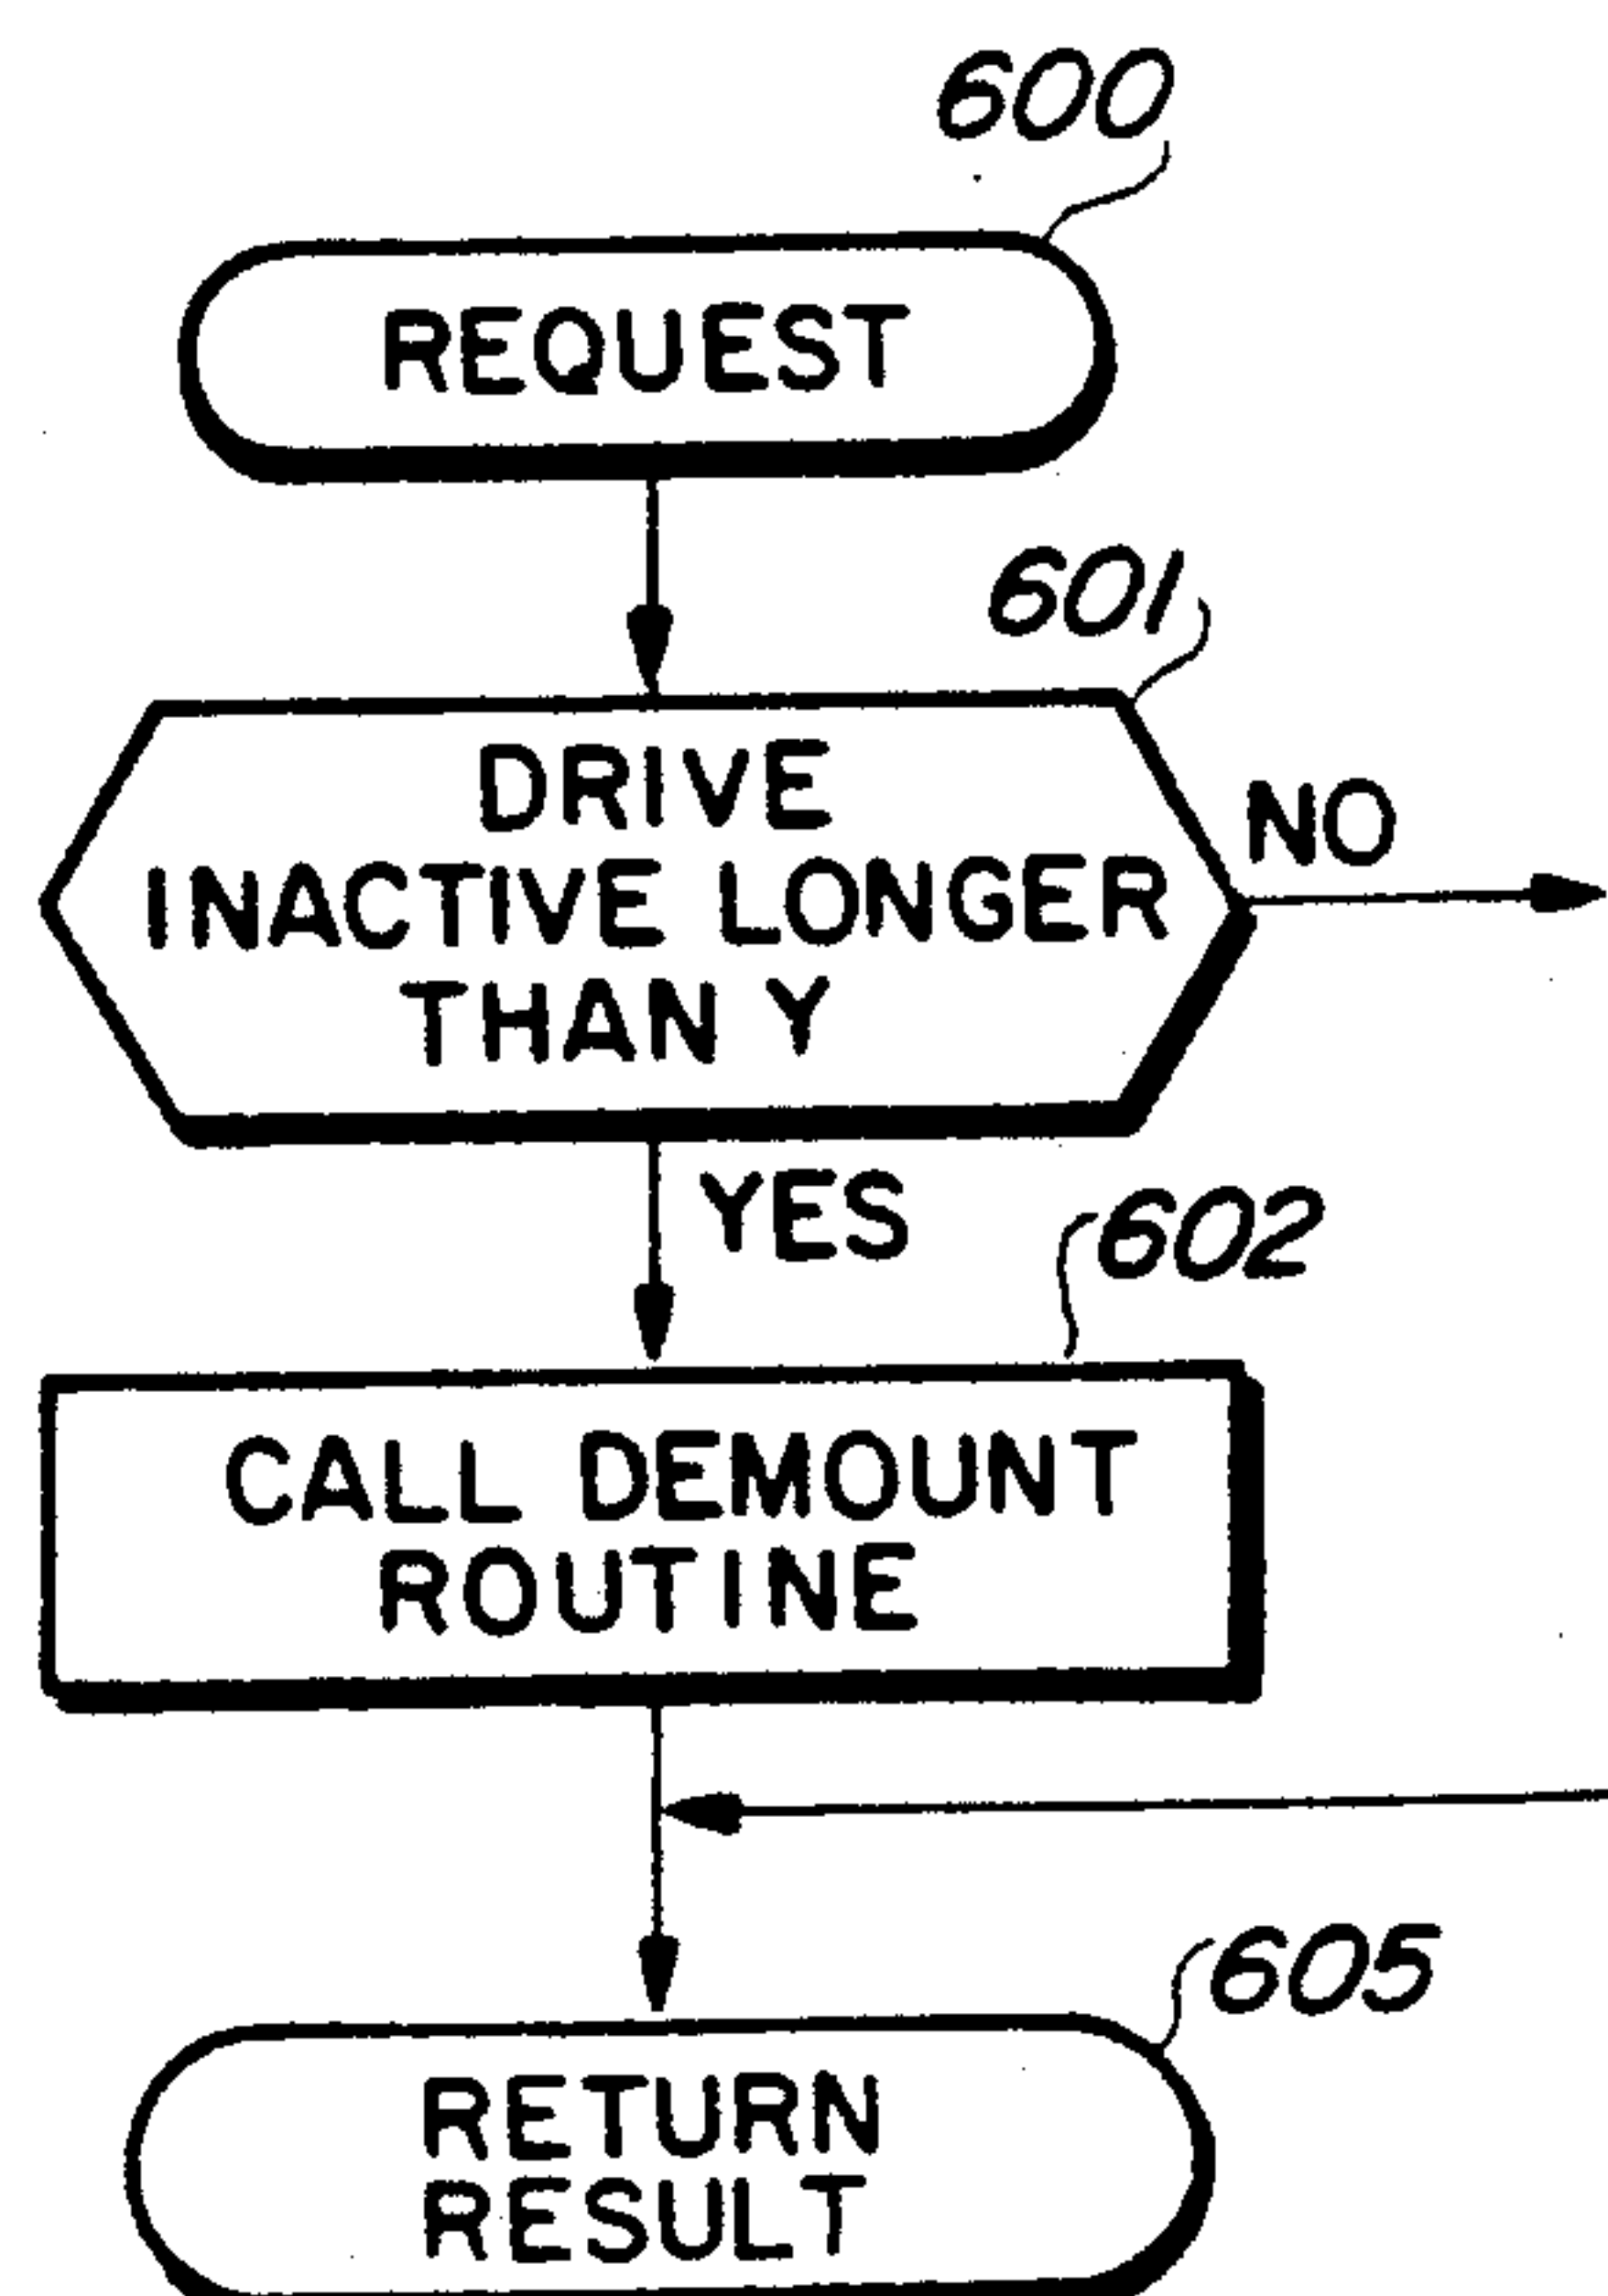 600
REQUEST
601
DRIVE
INACTIVE LONGER
THAN Y
NO
YES
602
CALL DEMOUNT
ROUTINE
605
RETURN
RESULT